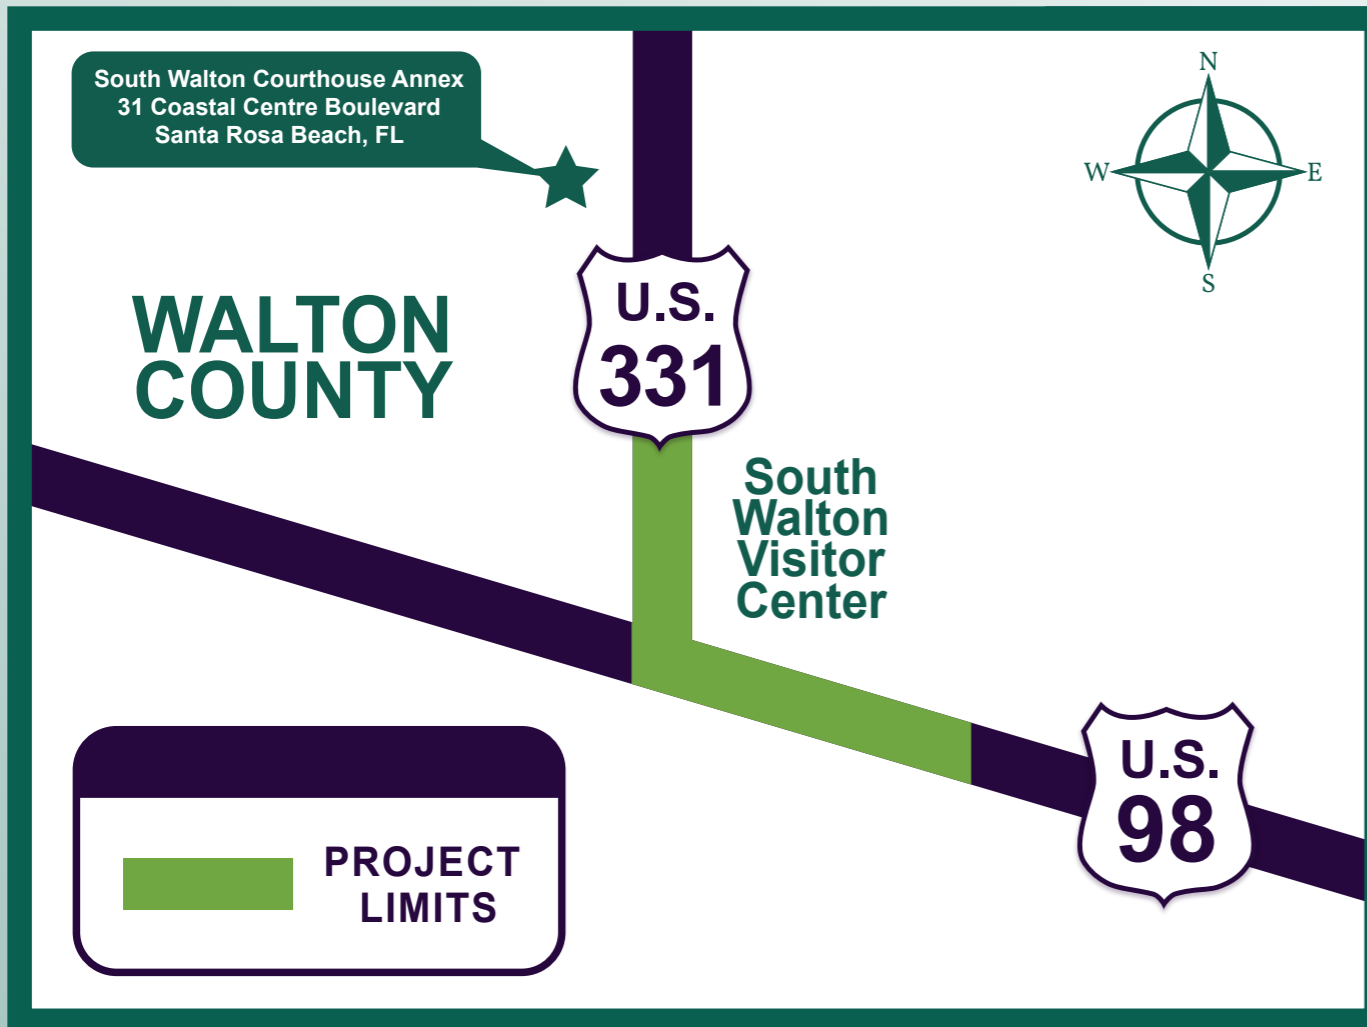 South Walton Courthouse Annex
31 Coastal Centre Boulevard
Santa Rosa Beach, FL
N
W
E
S
WALTON
COUNTY
U.S.
331
South
Walton
Visitor
Center
U.S.
98
PROJECT
LIMITS